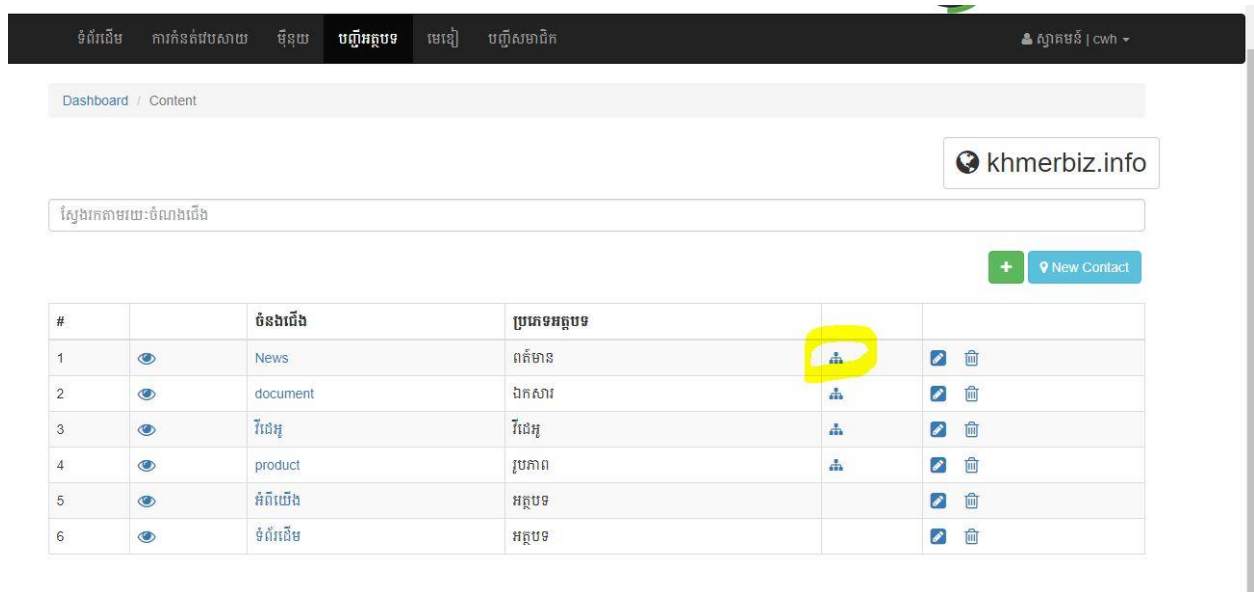 ទំព័រដើម ការកំនត់វេបសាយ ម៉ឺនុយ បញ្ជីអត្ថបទ មេឌៀ បញ្ជីសមាជិក ស្វាគមន៍ | cwh
Dashboard / Content
khmerbiz.info
ស្វែងរកតាមរយៈចំណងជើង
+ New Contact
# ចំនងជើង ប្រភេទអត្ថបទ
1 News ពត៌មាន
2 document ឯកសារ
3 វីដេអូ វីដេអូ
4 product រូបភាព
5 អំពីយើង អត្ថបទ
6 ទំព័រដើម អត្ថបទ